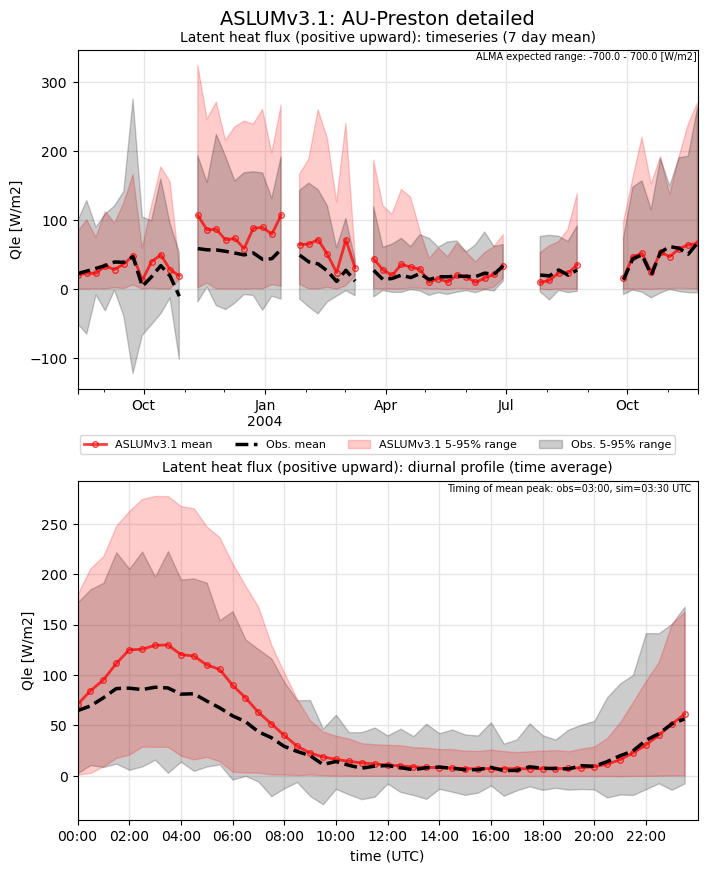 ASLUMv3.1: AU-Preston detailed
Latent heat flux (positive upward): timeseries (7 day mean)
ALMA expected range: -700.0 - 700.0 [W/m2]
300
200
100
0
−100
Qle [W/m2]
Oct Jan Apr Jul Oct
2004
ASLUMv3.1 mean Obs. mean ASLUMv3.1 5-95% range Obs. 5-95% range
Latent heat flux (positive upward): diurnal profile (time average)
Timing of mean peak: obs=03:00, sim=03:30 UTC
250
200
150
100
50
0
Qle [W/m2]
00:00 02:00 04:00 06:00 08:00 10:00 12:00 14:00 16:00 18:00 20:00 22:00
time (UTC)